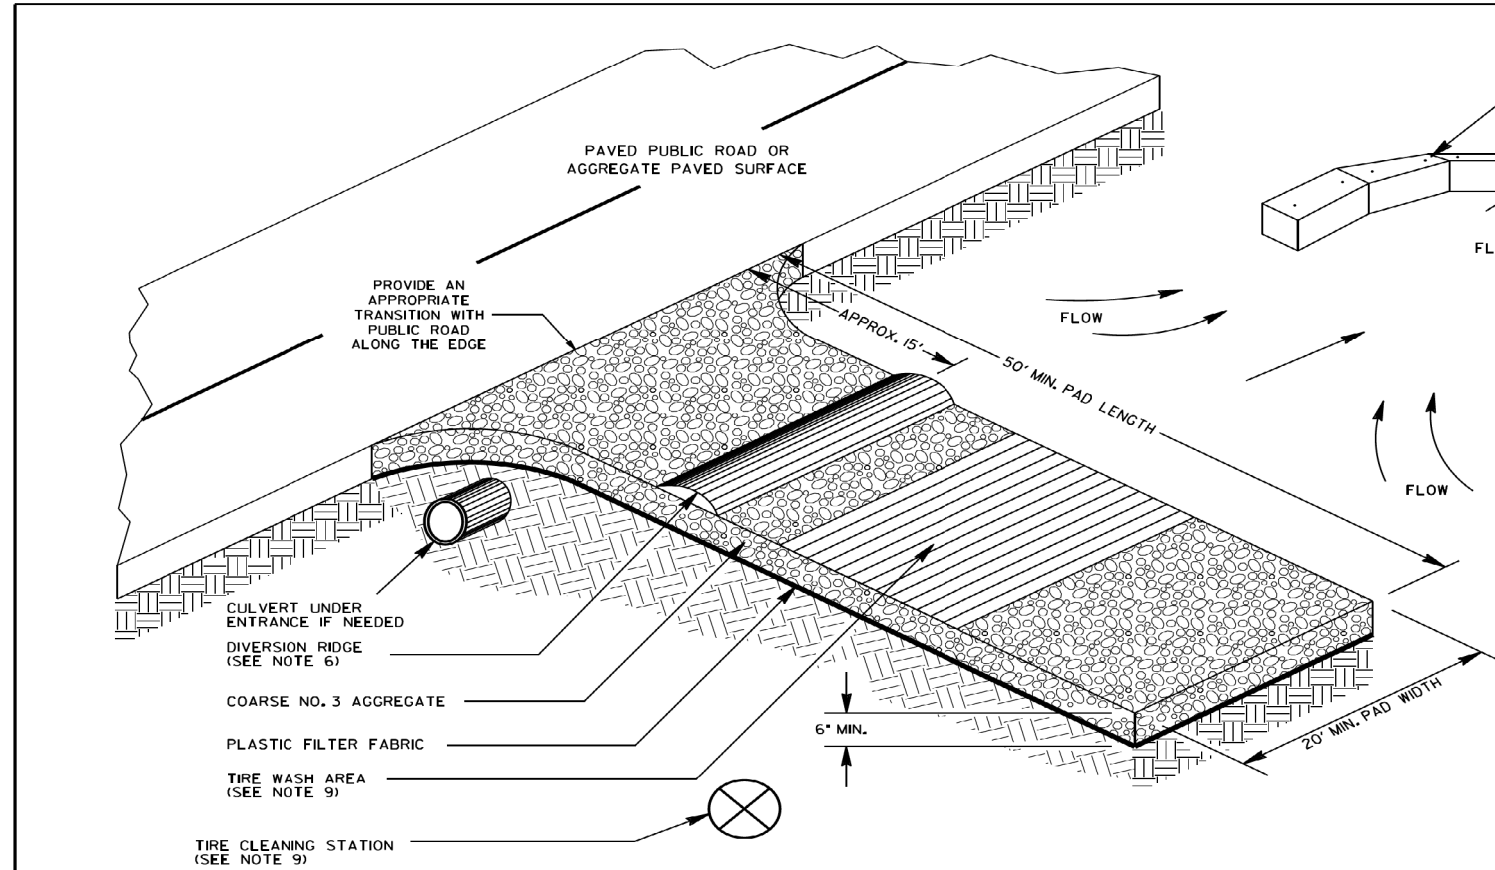 PAVED PUBLIC ROAD OR
AGGREGATE PAVED SURFACE
PROVIDE AN
APPROPRIATE
TRANSITION WITH
PUBLIC ROAD
ALONG THE EDGE
APPROX. 15'
50' MIN. PAD LENGTH
FLOW
FL
FLOW
CULVERT UNDER
ENTRANCE IF NEEDED
DIVERSION RIDGE
(SEE NOTE 6)
COARSE NO. 3 AGGREGATE
PLASTIC FILTER FABRIC
TIRE WASH AREA
(SEE NOTE 9)
TIRE CLEANING STATION
(SEE NOTE 9)
6" MIN.
20' MIN. PAD WIDTH